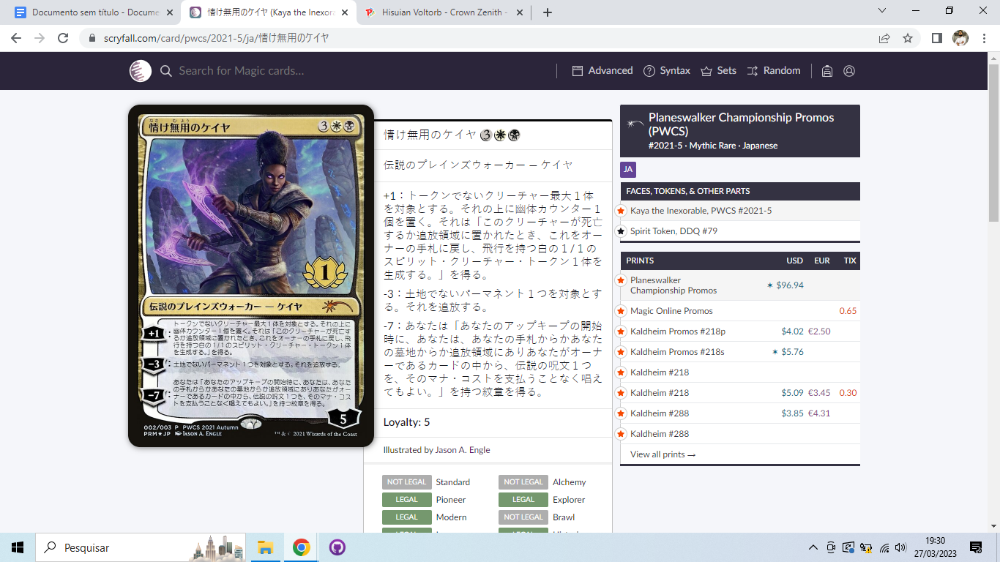 Documento sem título - Docume
情け無用のケイヤ (Kaya the Inexora
Hisuian Voltorb - Crown Zenith -
scryfall.com/card/pwcs/2021-5/ja/情け無用のケイヤ
Search for Magic cards...
Advanced
Syntax
Sets
Random
情け無用のケイヤ
なさ むよう
3
1
伝説のプレインズウォーカー — ケイヤ
+1
：トークンでないクリーチャー最大１体を対象とする。それの上に
幽体カウンター１個を置く。それは「このクリーチャーが死亡す
るか追放領域に置かれたとき、これをオーナーの手札に戻し、飛
行を持つ白の１/１のスピリット・クリーチャー・トークン１体
を生成する。」を得る。
-3
：土地でないパーマネント１つを対象とする。それを追放する。
-7
：あなたは「あなたのアップキープの開始時に、あなたは、あなた
の手札からかあなたの墓地からか追放領域にありあなたがオー
ナーであるカードの中から、伝説の呪文１つを、そのマナ・コス
トを支払うことなく唱えてもよい。」を持つ紋章を得る。
5
002/003 P PWCS 2021 Autumn
PRM★JP JASON A. ENGLE
™ & © 2021 Wizards of the Coast
情け無用のケイヤ 3
伝説のプレインズウォーカー — ケイヤ
+1：トークンでないクリーチャー最大１体
を対象とする。それの上に幽体カウンター１
個を置く。それは「このクリーチャーが死亡
するか追放領域に置かれたとき、これをオー
ナーの手札に戻し、飛行を持つ白の１/１の
スピリット・クリーチャー・トークン１体を
生成する。」を得る。
-3：土地でないパーマネント１つを対象とす
る。それを追放する。
-7：あなたは「あなたのアップキープの開始
時に、あなたは、あなたの手札からかあなた
の墓地からか追放領域にありあなたがオーナ
ーであるカードの中から、伝説の呪文１つ
を、そのマナ・コストを支払うことなく唱え
てもよい。」を持つ紋章を得る。
Loyalty: 5
Illustrated by Jason A. Engle
NOT LEGAL Standard NOT LEGAL Alchemy
LEGAL Pioneer LEGAL Explorer
LEGAL Modern NOT LEGAL Brawl
Planeswalker Championship Promos
(PWCS)
#2021-5 · Mythic Rare · Japanese
JA
FACES, TOKENS, & OTHER PARTS
Kaya the Inexorable, PWCS #2021-5
Spirit Token, DDQ #79
PRINTS USD EUR TIX
Planeswalker
Championship Promos ✶ $96.94
Magic Online Promos 0.65
Kaldheim Promos #218p $4.02 €2.50
Kaldheim Promos #218s ✶ $5.76
Kaldheim #218
Kaldheim #218 $5.09 €3.45 0.30
Kaldheim #288 $3.85 €4.31
Kaldheim #288
View all prints →
Pesquisar
19:30
27/03/2023